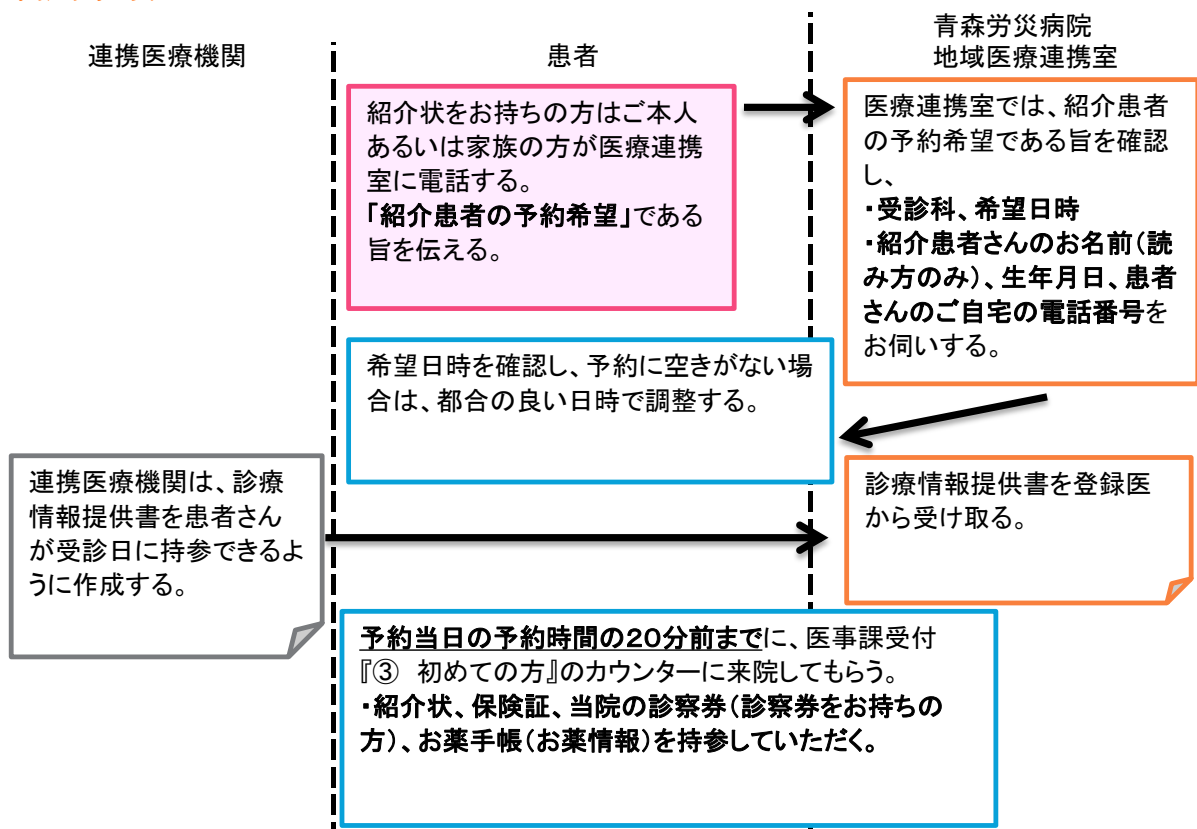 連携医療機関
患者
青森労災病院
地域医療連携室
紹介状をお持ちの方はご本人
あるいは家族の方が医療連携
室に電話する。
「紹介患者の予約希望」である
旨を伝える。
医療連携室では、紹介患者
の予約希望である旨を確認
し、
・受診科、希望日時
・紹介患者さんのお名前(読
み方のみ)、生年月日、患者
さんのご自宅の電話番号を
お伺いする。
希望日時を確認し、予約に空きがない場
合は、都合の良い日時で調整する。
連携医療機関は、診療
情報提供書を患者さん
が受診日に持参できるよ
うに作成する。
診療情報提供書を登録医
から受け取る。
予約当日の予約時間の20分前までに、医事課受付
『③ 初めての方』のカウンターに来院してもらう。
・紹介状、保険証、当院の診察券(診察券をお持ちの
方)、お薬手帳(お薬情報)を持参していただく。